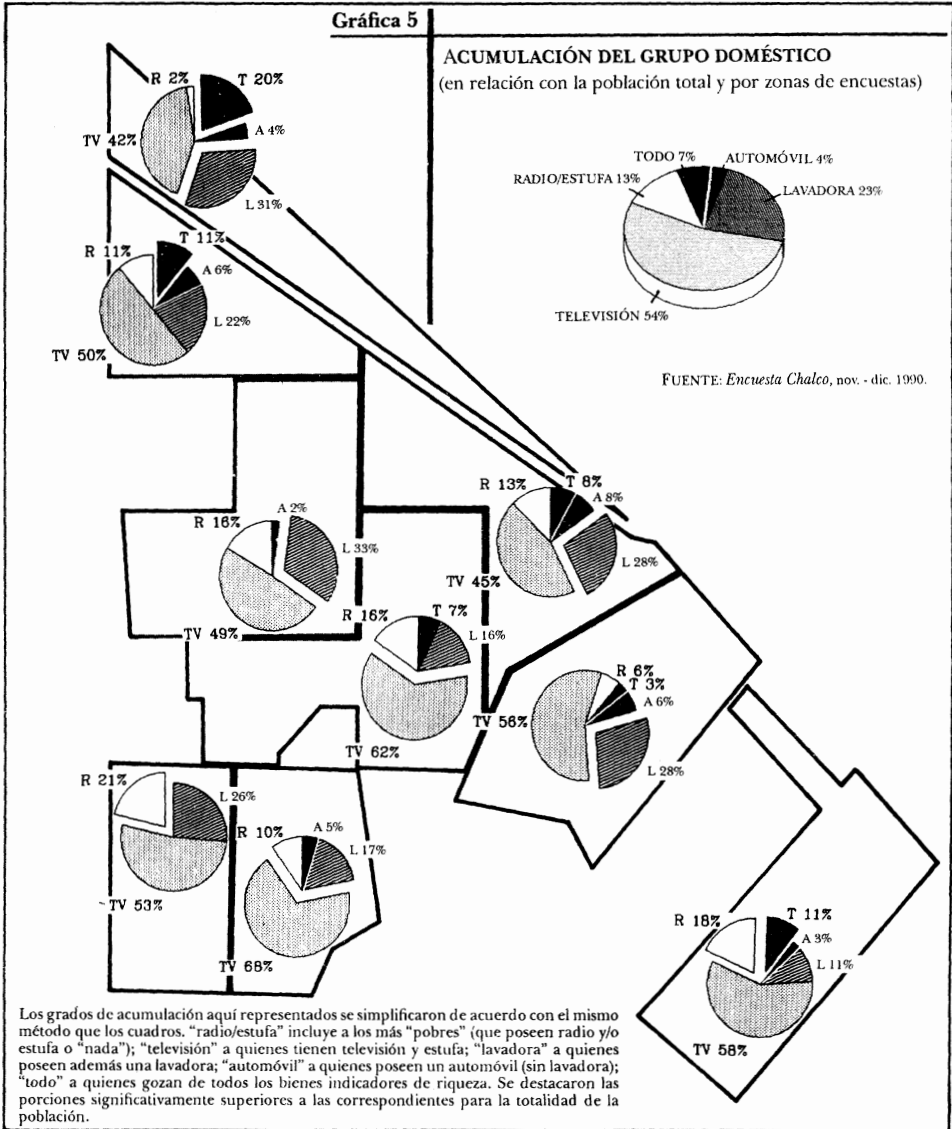 Gráfica 5
ACUMULACIÓN DEL GRUPO DOMÉSTICO
(en relación con la población total y por zonas de encuestas)
TODO 7%
AUTOMÓVIL 4%
RADIO/ESTUFA 13%
LAVADORA 23%
TELEVISIÓN 54%
FUENTE: Encuesta Chalco, nov. - dic. 1990.
R 2%
T 20%
A 4%
TV 42%
L 31%
R 11%
T 11%
A 6%
L 22%
TV 50%
R 16%
A 2%
L 33%
TV 49%
R 13%
T 8%
A 8%
L 28%
TV 45%
R 16%
T 7%
L 16%
TV 62%
R 6%
T 3%
A 6%
TV 56%
L 28%
R 21%
L 26%
TV 53%
R 10%
A 5%
L 17%
TV 68%
R 18%
T 11%
A 3%
L 11%
TV 58%
Los grados de acumulación aquí representados se simplificaron de acuerdo con el mismo
método que los cuadros. “radio/estufa” incluye a los más “pobres” (que poseen radio y/o
estufa o “nada”); “televisión” a quienes tienen televisión y estufa; “lavadora” a quienes
poseen además una lavadora; “automóvil” a quienes poseen un automóvil (sin lavadora);
“todo” a quienes gozan de todos los bienes indicadores de riqueza. Se destacaron las
porciones significativamente superiores a las correspondientes para la totalidad de la
población.